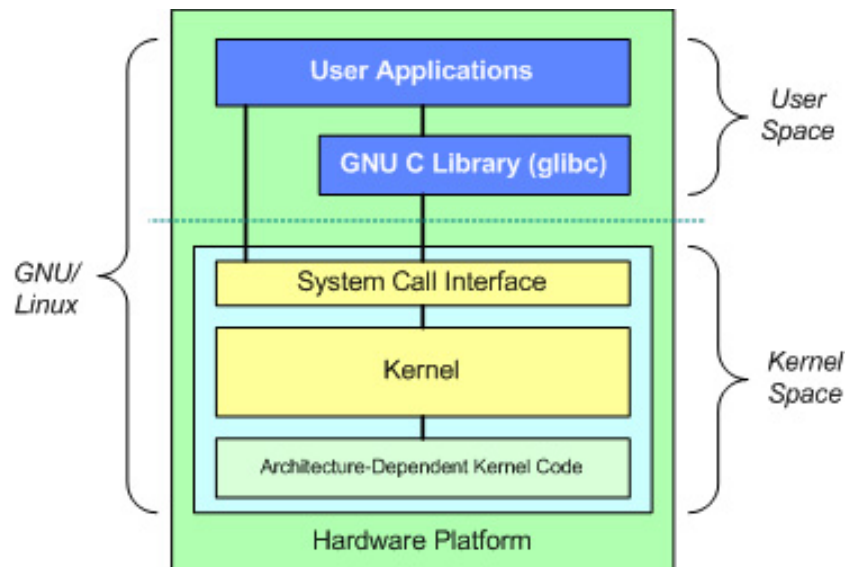 User Applications
GNU C Library (glibc)
User
Space
GNU/
Linux
System Call Interface
Kernel
Architecture-Dependent Kernel Code
Kernel
Space
Hardware Platform